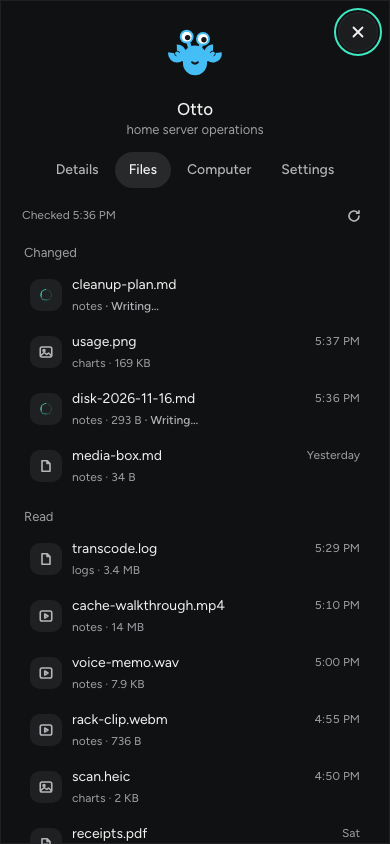 Otto
home server operations
Details Files Computer Settings
Checked 5:36 PM
Changed
cleanup-plan.md
notes · Writing...
usage.png 5:37 PM
charts · 169 KB
disk-2026-11-16.md 5:36 PM
notes · 293 B · Writing...
media-box.md Yesterday
notes · 34 B
Read
transcode.log 5:29 PM
logs · 3.4 MB
cache-walkthrough.mp4 5:10 PM
notes · 14 MB
voice-memo.wav 5:00 PM
notes · 7.9 KB
rack-clip.webm 4:55 PM
notes · 736 B
scan.heic 4:50 PM
charts · 2 KB
receipts.pdf Sat